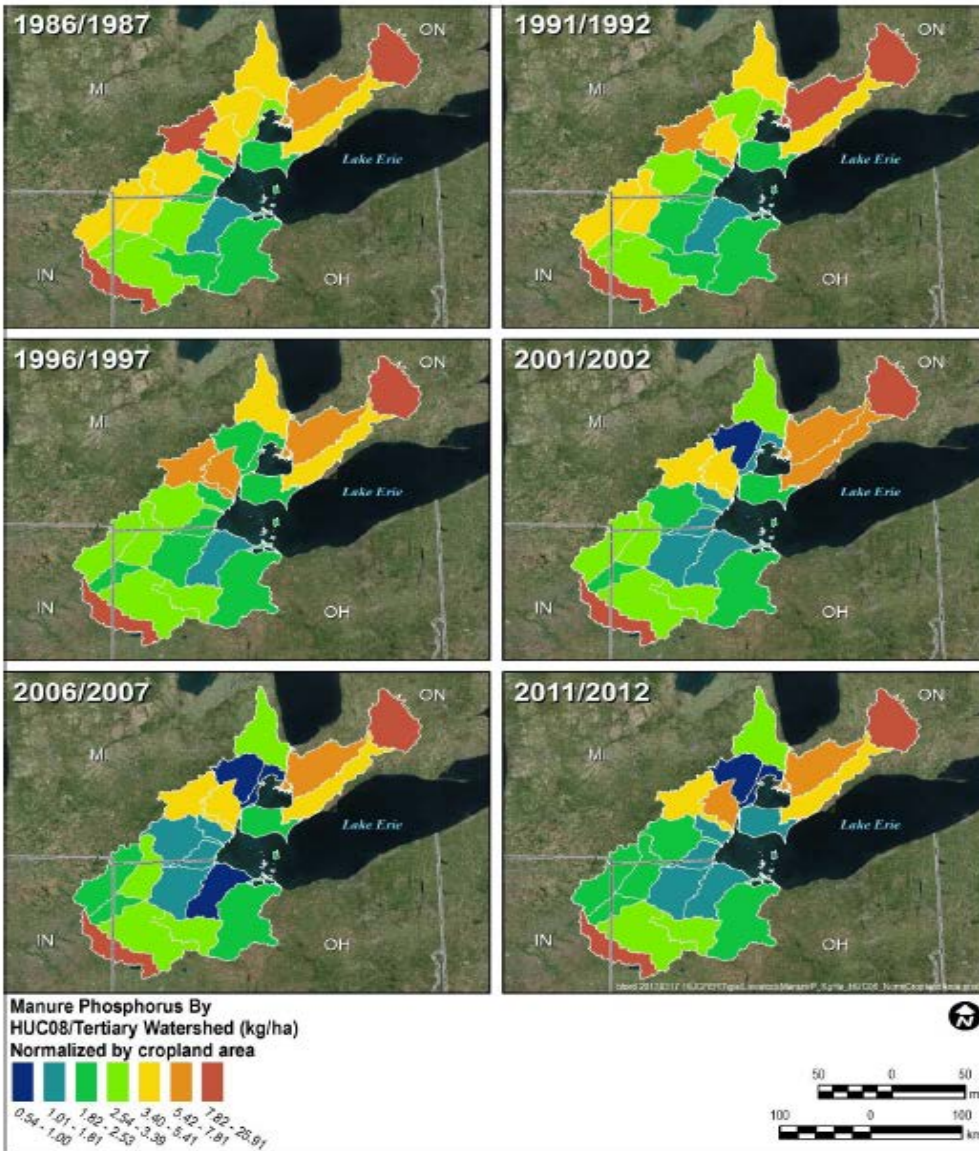 1986/1987
ON
MI
Lake Erie
IN
OH
1991/1992
ON
MI
Lake Erie
IN
OH
1996/1997
ON
MI
Lake Erie
IN
OH
2001/2002
ON
MI
Lake Erie
IN
OH
2006/2007
ON
MI
Lake Erie
IN
OH
2011/2012
ON
MI
Lake Erie
IN
OH
Manure Phosphorus By
HUC08/Tertiary Watershed (kg/ha)
Normalized by cropland area
0.54 - 1.00
1.01 - 1.81
1.82 - 2.53
2.54 - 3.39
3.40 - 5.41
5.42 - 7.81
7.82 - 25.91
N
50 0 50
100 0 100